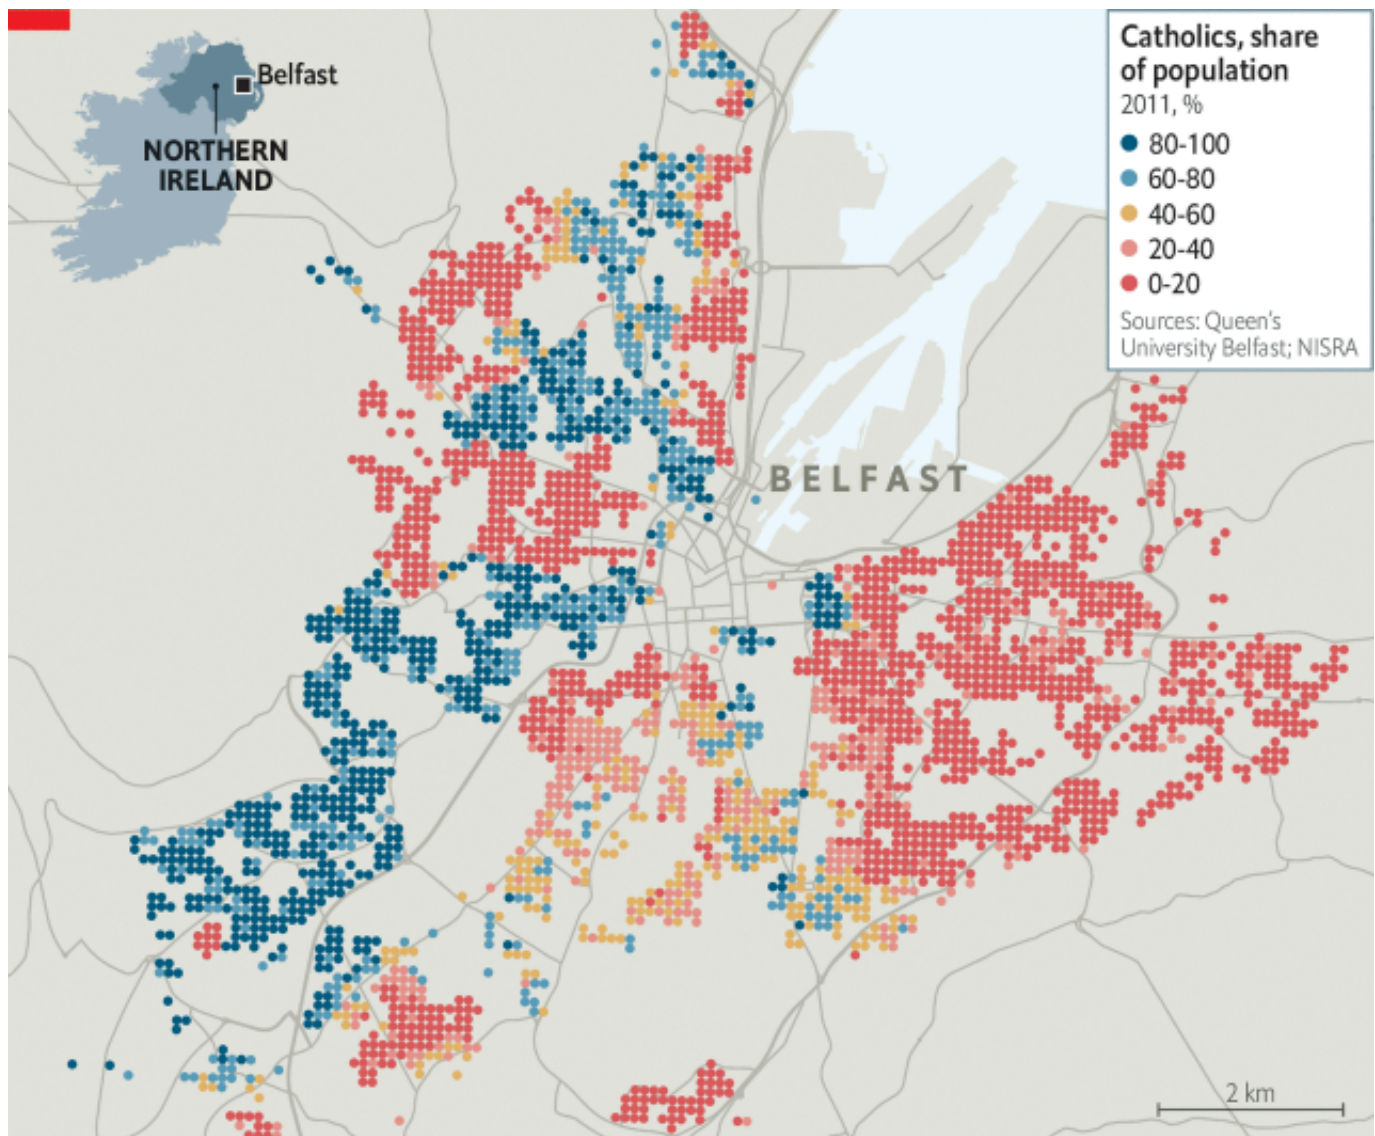 Belfast
NORTHERN
IRELAND
BELFAST
Catholics, share
of population
2011, %
80-100
60-80
40-60
20-40
0-20
Sources: Queen's
University Belfast; NISRA
2 km